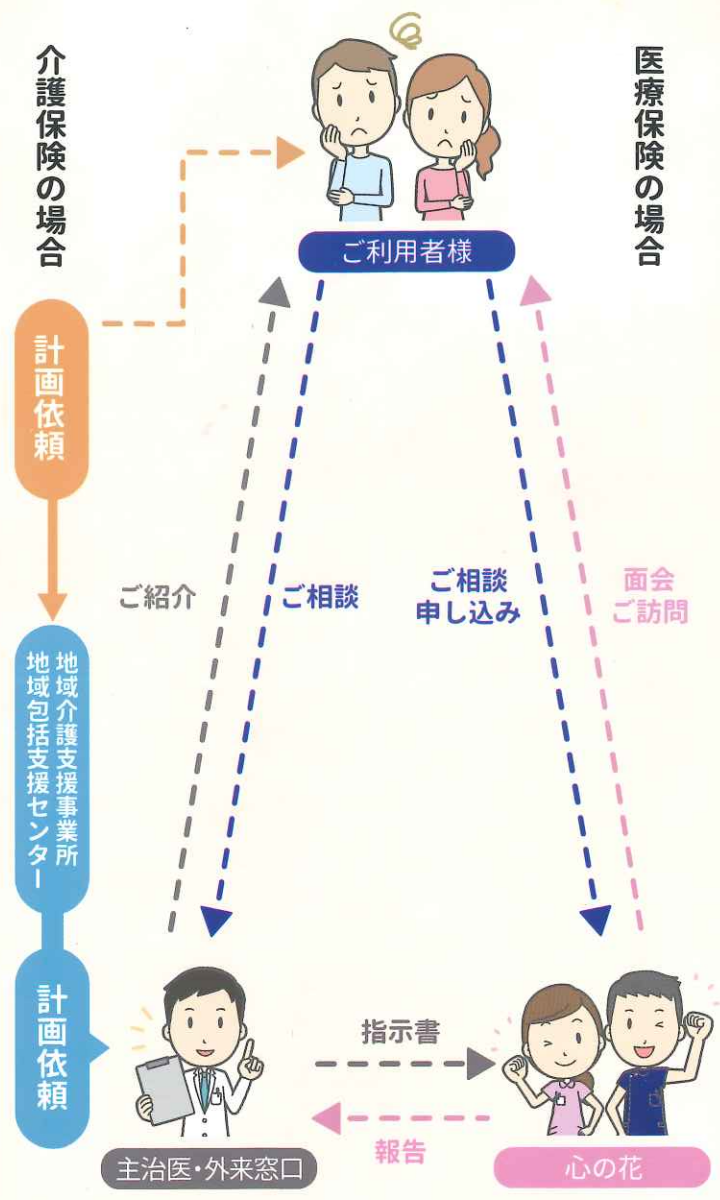 介護保険の場合
医療保険の場合
ご利用者様
計画依頼
ご紹介
ご相談
ご相談
申し込み
面会
ご訪問
地域介護支援事業所
地域包括支援センター
計画依頼
指示書
報告
主治医・外来窓口
心の花